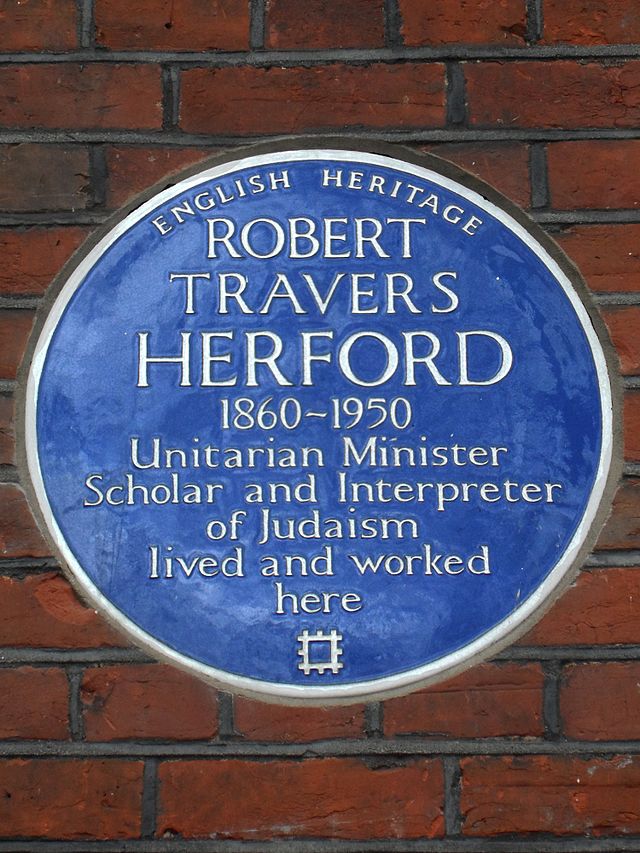 ENGLISH HERITAGE
ROBERT
TRAVERS
HERFORD
1860~1950
Unitarian Minister
Scholar and Interpreter
of Judaism
lived and worked
here